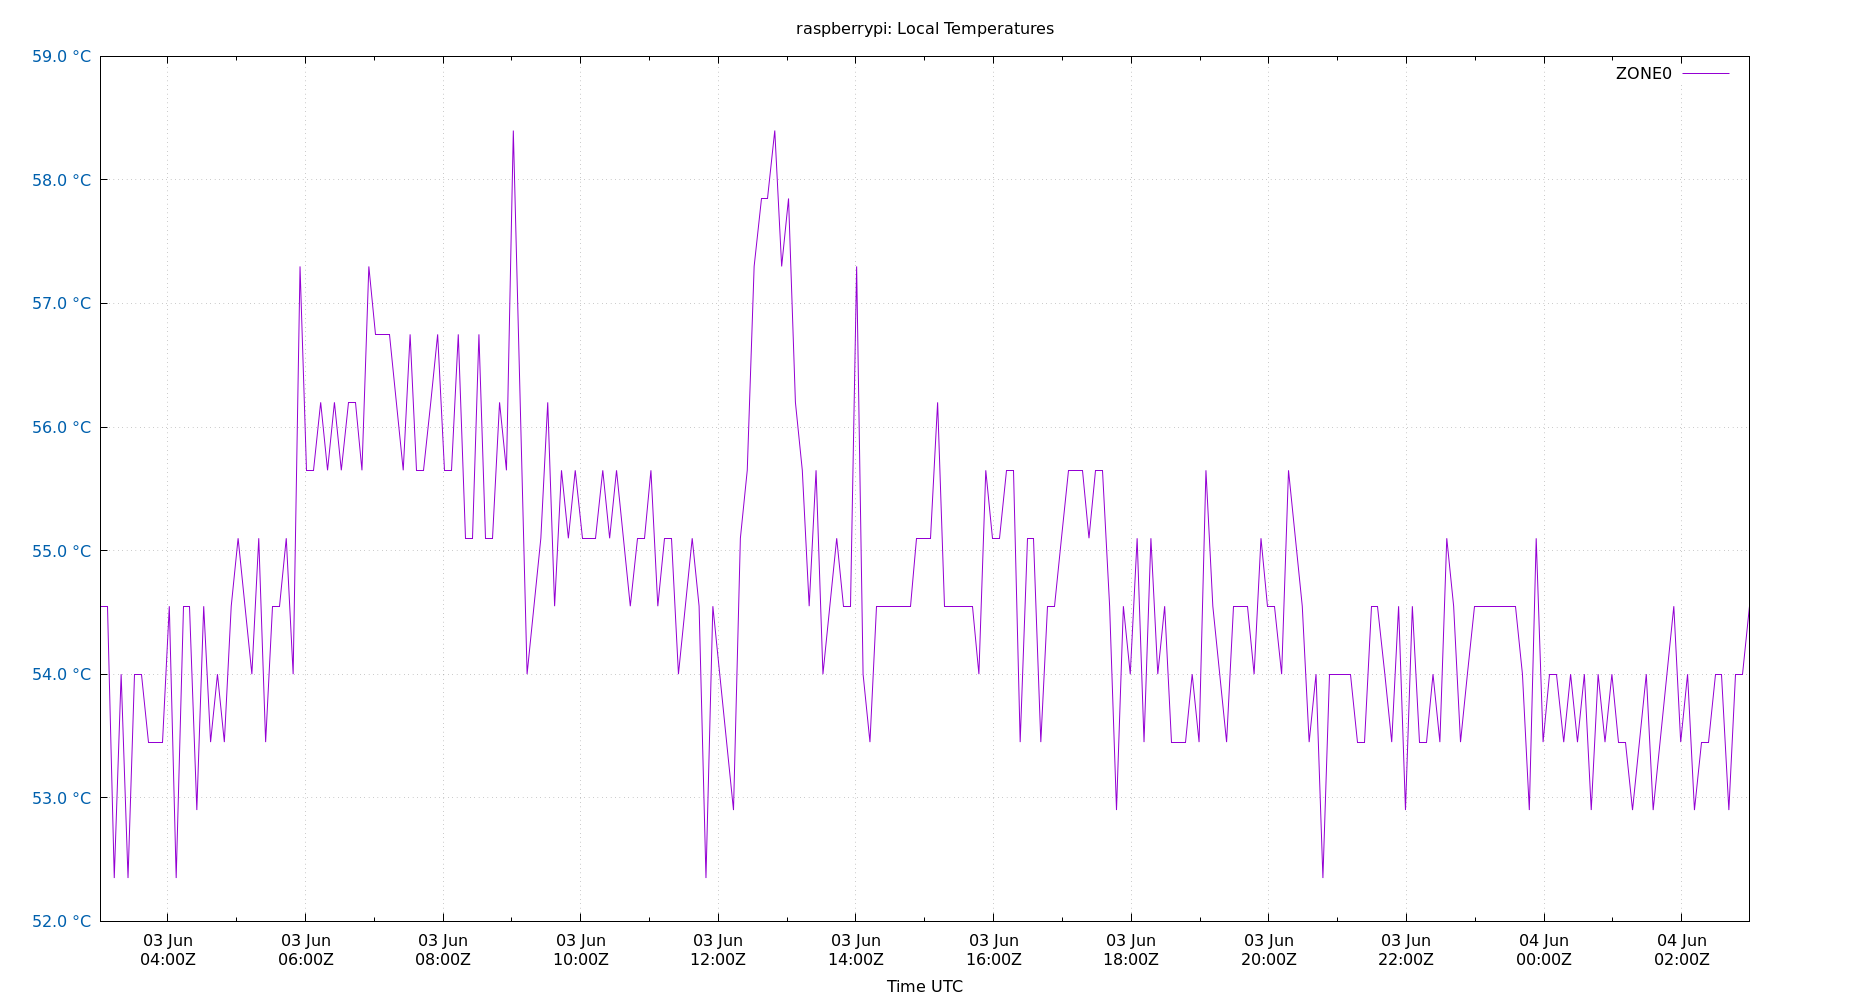 raspberrypi: Local Temperatures
59.0 °C
ZONE0
58.0 °C
57.0 °C
56.0 °C
55.0 °C
54.0 °C
53.0 °C
52.0 °C
03 Jun 03 Jun 03 Jun 03 Jun 03 Jun 03 Jun 03 Jun 03 Jun 03 Jun 03 Jun 04 Jun 04 Jun
04:00Z 06:00Z 08:00Z 10:00Z 12:00Z 14:00Z 16:00Z 18:00Z 20:00Z 22:00Z 00:00Z 02:00Z
Time UTC